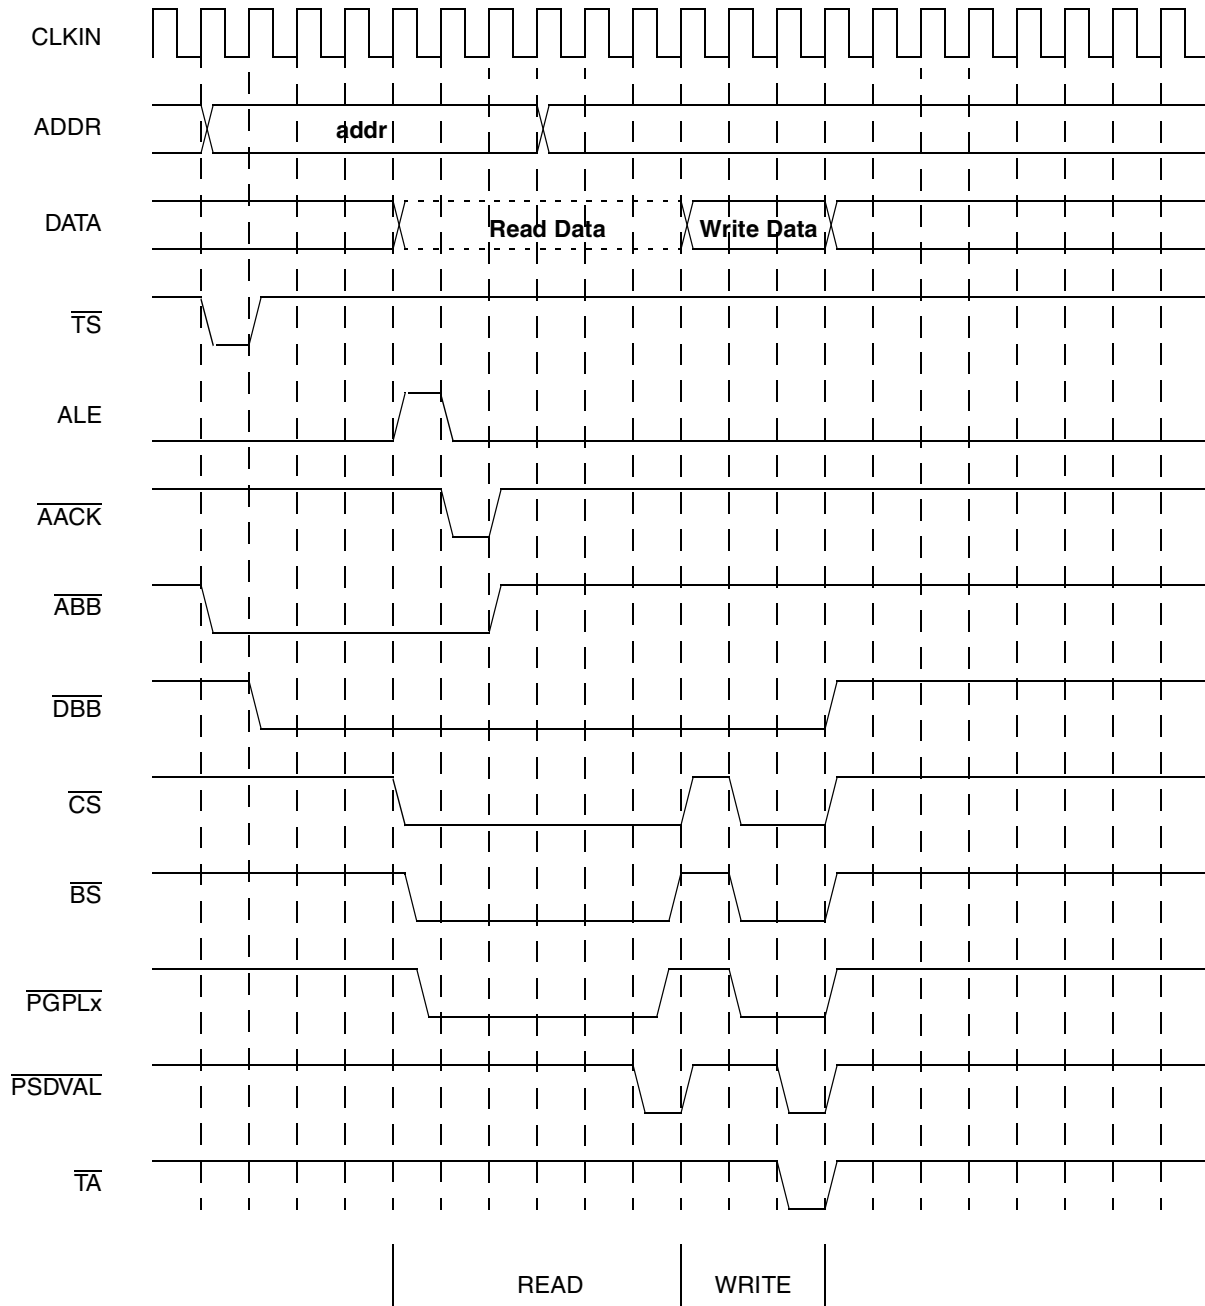 CLKIN
ADDR
addr
DATA
Read Data
Write Data
TS
ALE
AACK
ABB
DBB
CS
BS
PGPLx
PSDVAL
TA
READ
WRITE